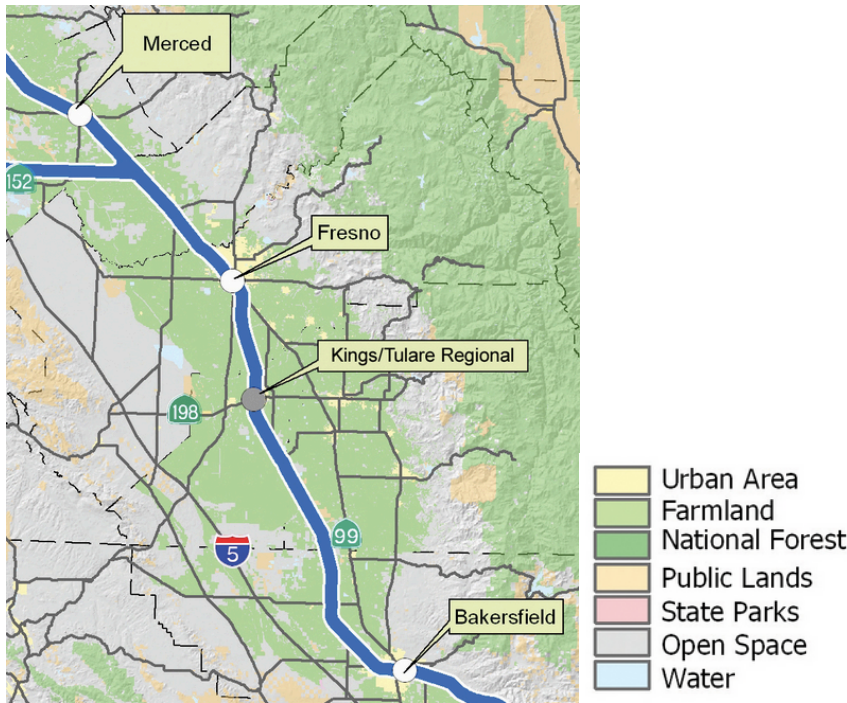 Merced
152
Fresno
Kings/Tulare Regional
198
99
5
Bakersfield
Urban Area
Farmland
National Forest
Public Lands
State Parks
Open Space
Water